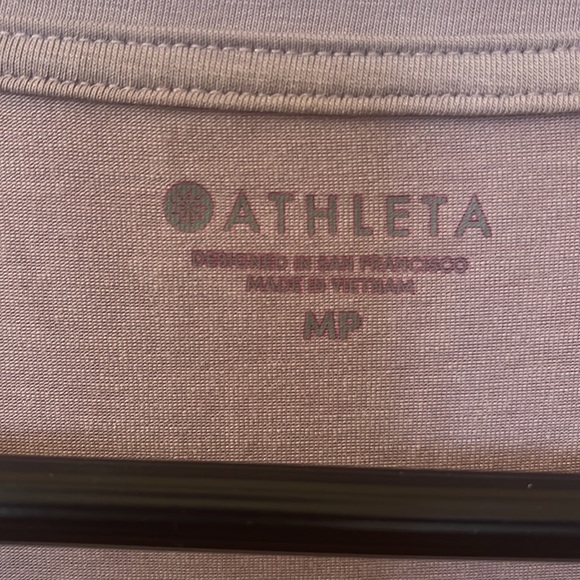 ATHLETA
DESIGNED IN SAN FRANCISCO
MADE IN VIETNAM
MP